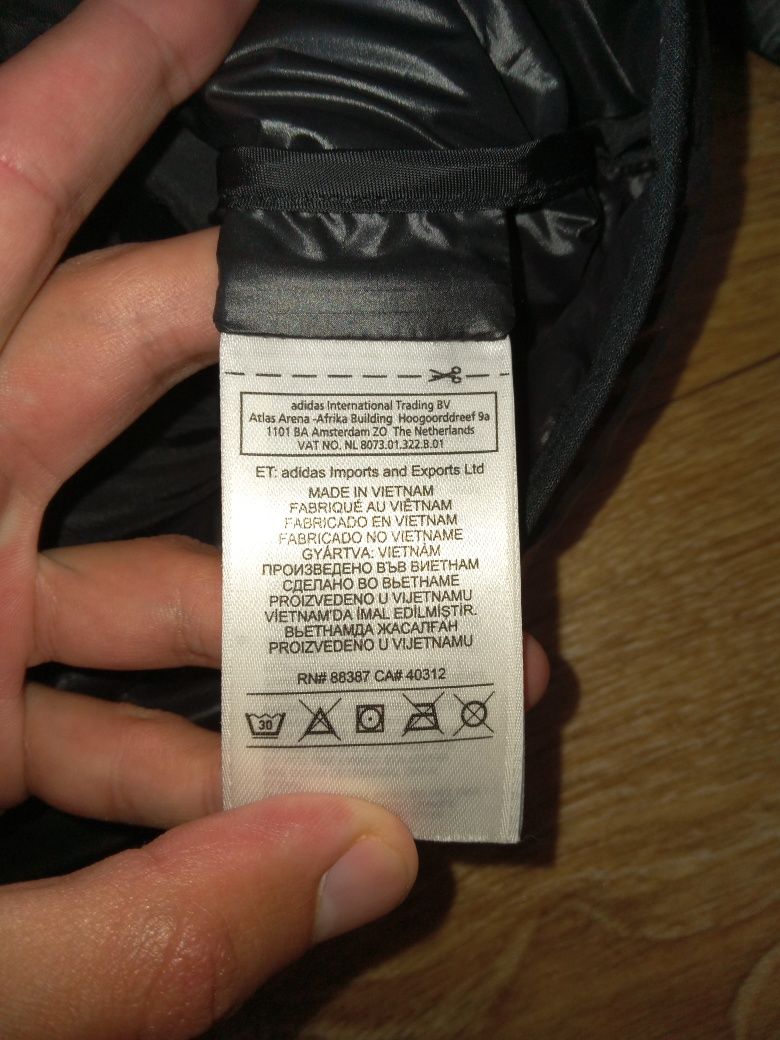 adidas International Trading BV
Atlas Arena -Afrika Building Hoogoorddreef 9a
1101 BA Amsterdam ZO The Netherlands
VAT NO. NL 8073.01.322.B.01
ET: adidas Imports and Exports Ltd
MADE IN VIETNAM
FABRIQUÉ AU VIÊTNAM
FABRICADO EN VIETNAM
FABRICADO NO VIETNAME
GYÁRTVA: VIETNÁM
ПРОИЗВЕДЕНО ВЪВ ВИЕТНАМ
СДЕЛАНО ВО ВЬЕТНАМЕ
PROIZVEDENO U VIJETNAMU
VİETNAM'DA İMAL EDİLMİŞTİR.
ВЬЕТНАМДА ЖАСАЛҒАН
PROIZVEDENO U VIJETNAMU
RN# 88387 CA# 40312
30